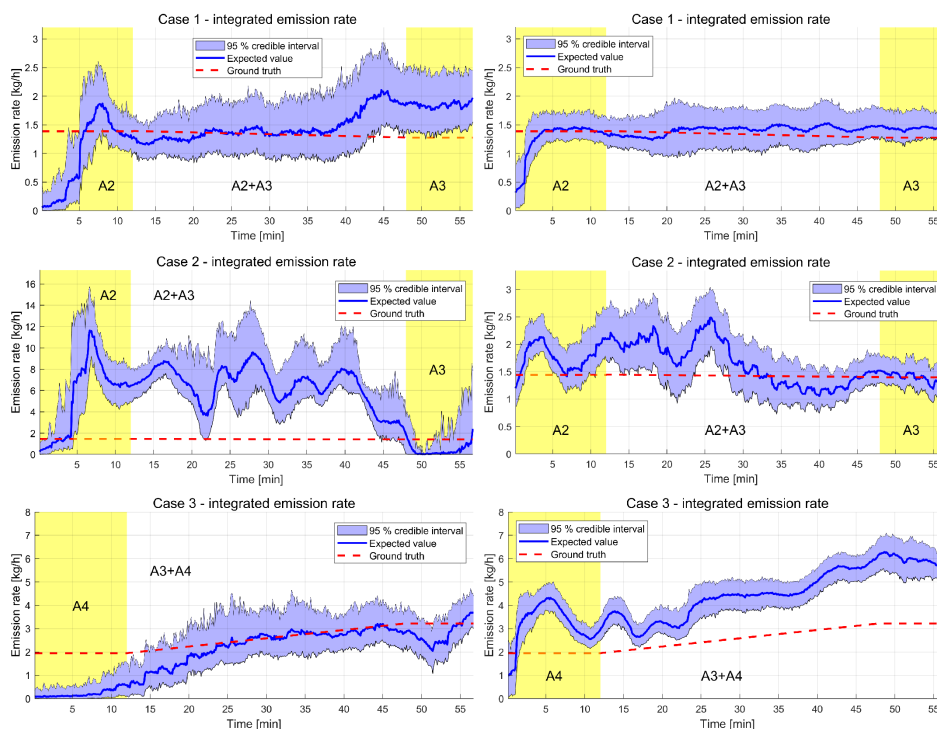 Case 1 - integrated emission rate
Emission rate [kg/h]
3
2.5
2
1.5
1
0.5
0
95 % credible interval
Expected value
Ground truth
A2
A2+A3
A3
5 10 15 20 25 30 35 40 45 50 55
Time [min]
Case 1 - integrated emission rate
Emission rate [kg/h]
3
2.5
2
1.5
1
0.5
0
95 % credible interval
Expected value
Ground truth
A2
A2+A3
A3
5 10 15 20 25 30 35 40 45 50 55
Time [min]
Case 2 - integrated emission rate
Emission rate [kg/h]
16
14
12
10
8
6
4
2
0
A2
A2+A3
95 % credible interval
Expected value
Ground truth
A3
5 10 15 20 25 30 35 40 45 50 55
Time [min]
Case 2 - integrated emission rate
Emission rate [kg/h]
3
2.5
2
1.5
1
0.5
0
95 % credible interval
Expected value
Ground truth
A2
A2+A3
A3
5 10 15 20 25 30 35 40 45 50 55
Time [min]
Case 3 - integrated emission rate
Emission rate [kg/h]
8
7
6
5
4
3
2
1
0
95 % credible interval
Expected value
Ground truth
A3+A4
A4
5 10 15 20 25 30 35 40 45 50 55
Time [min]
Case 3 - integrated emission rate
Emission rate [kg/h]
8
7
6
5
4
3
2
1
0
95 % credible interval
Expected value
Ground truth
A4
A3+A4
5 10 15 20 25 30 35 40 45 50 55
Time [min]